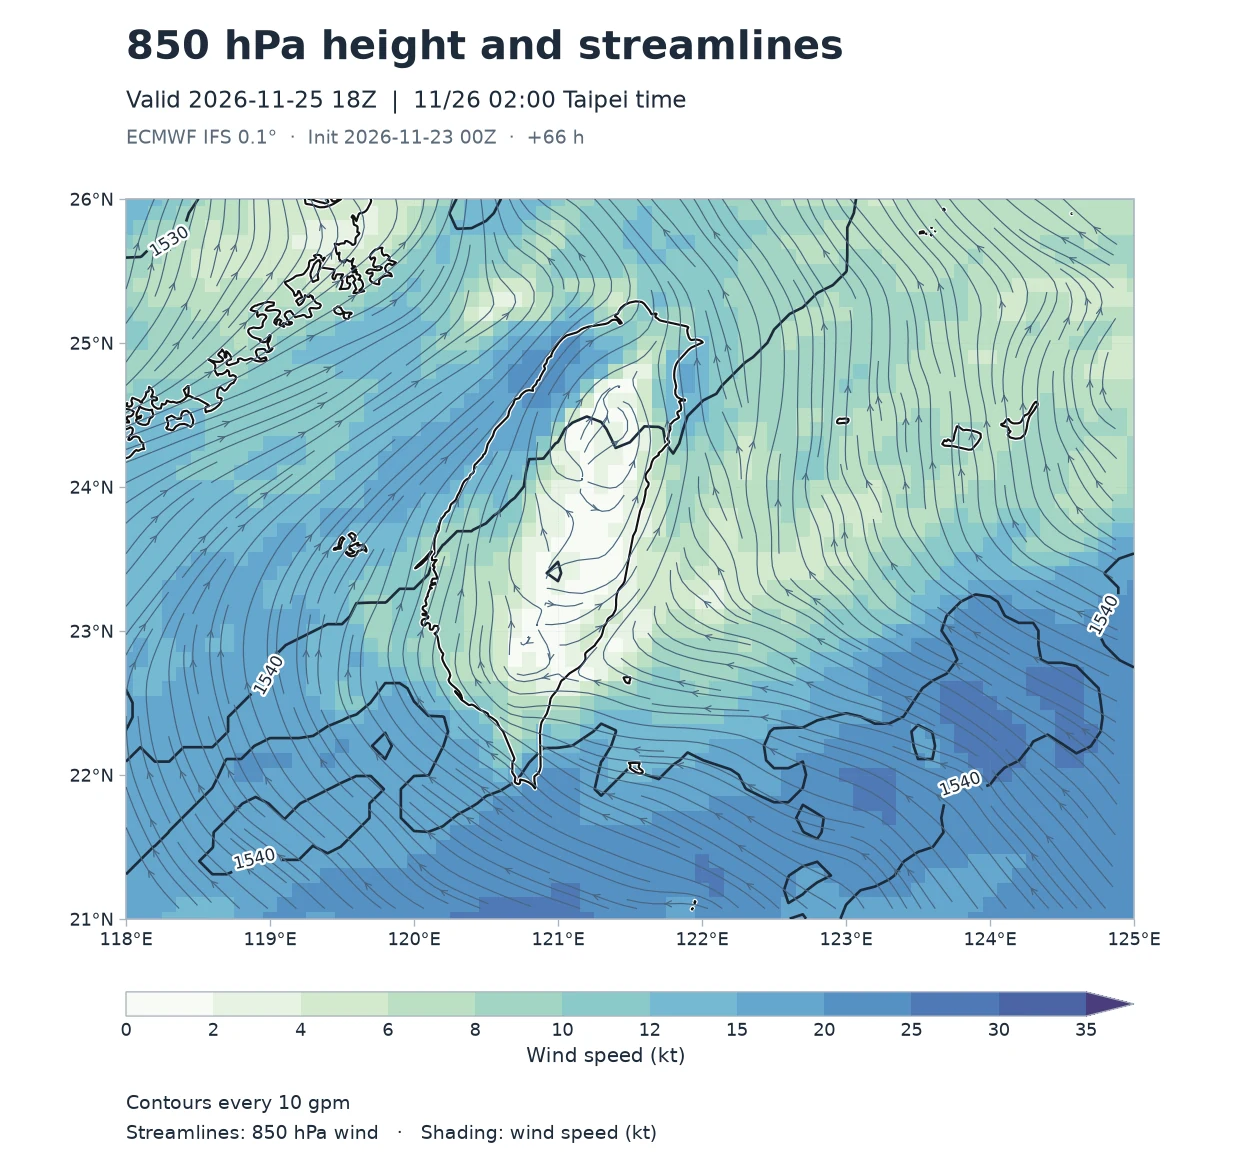 850 hPa height and streamlines
Valid 2026-11-25 18Z | 11/26 02:00 Taipei time
ECMWF IFS 0.1° · Init 2026-11-23 00Z · +66 h
26°N
1530
25°N
24°N
23°N
1540
1540
22°N
1540
1540
21°N
118°E 119°E 120°E 121°E 122°E 123°E 124°E 125°E
0 2 4 6 8 10 12 15 20 25 30 35
Wind speed (kt)
Contours every 10 gpm
Streamlines: 850 hPa wind · Shading: wind speed (kt)